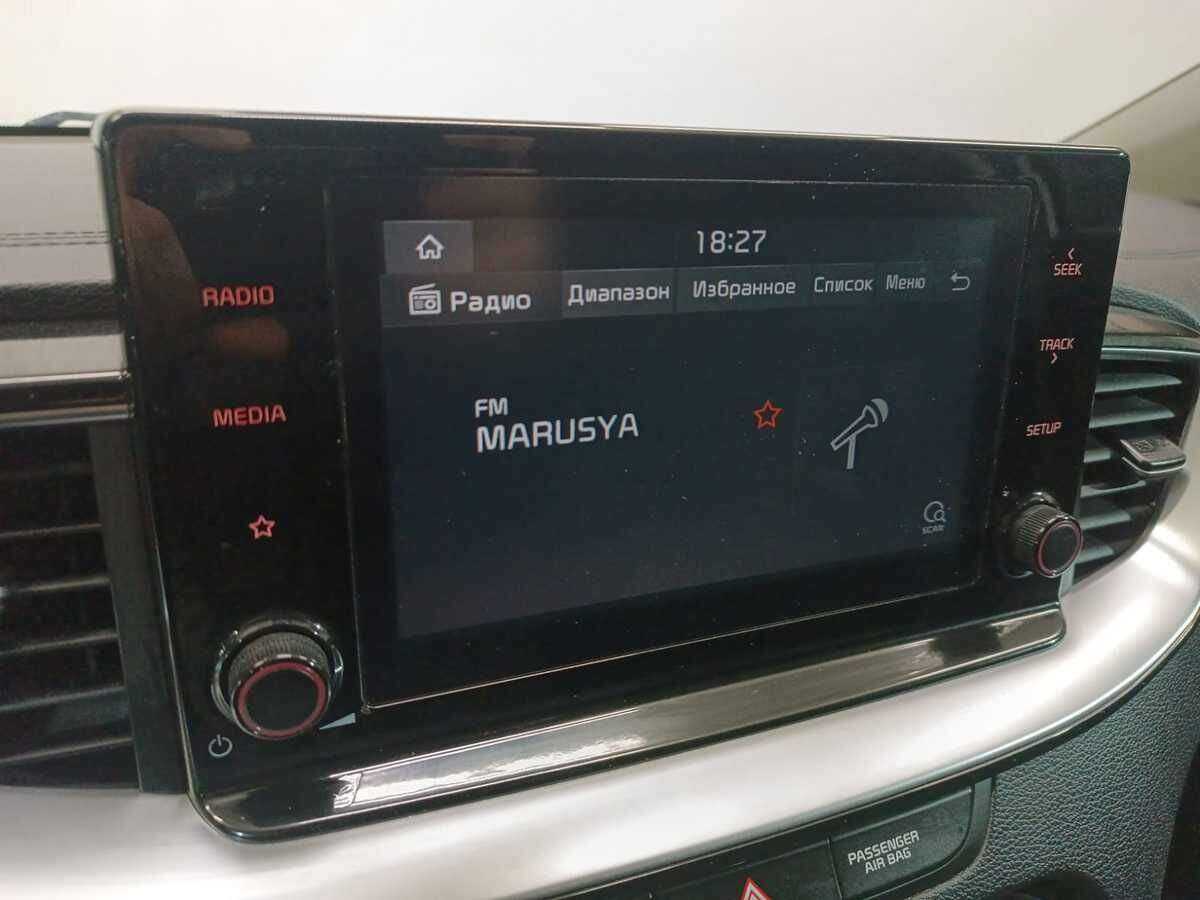 18:27
Радио Диапазон Избранное Список Меню
RADIO
MEDIA
FM
MARUSYA
SCAN
SEEK
TRACK
SETUP
PASSENGER
AIR BAG